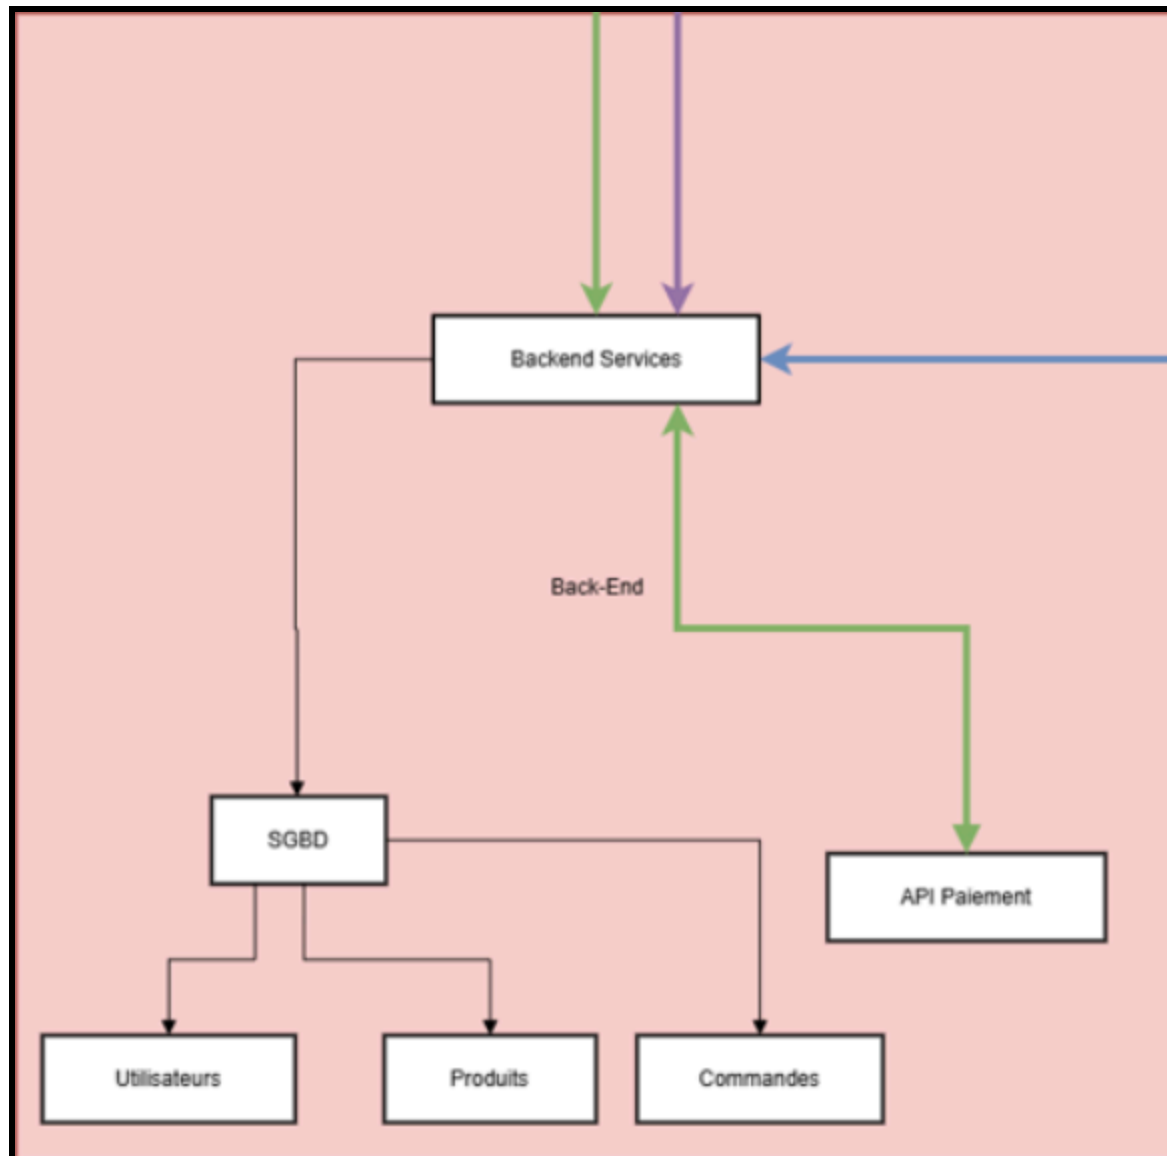 Backend Services
Back-End
SGBD
API Paiement
Utilisateurs
Produits
Commandes